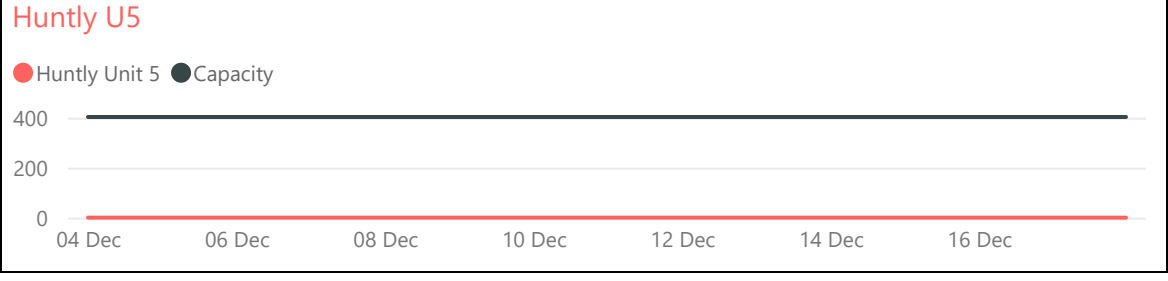 Huntly U5
Huntly Unit 5 Capacity
400
200
0
04 Dec 06 Dec 08 Dec 10 Dec 12 Dec 14 Dec 16 Dec